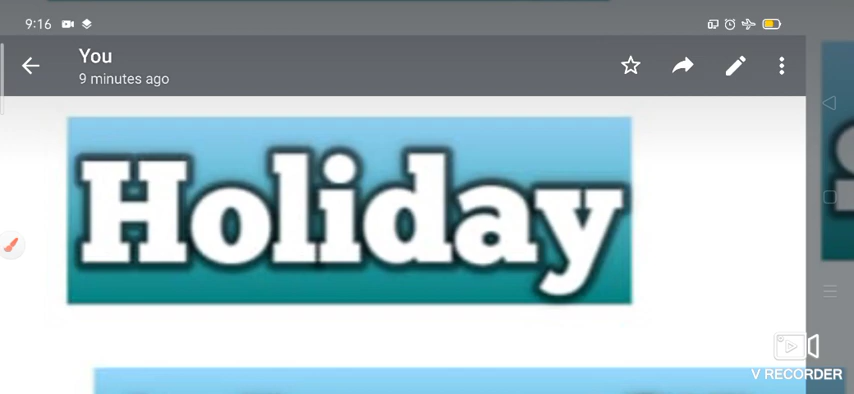 9:16
You
9 minutes ago
Holiday
V RECORDER